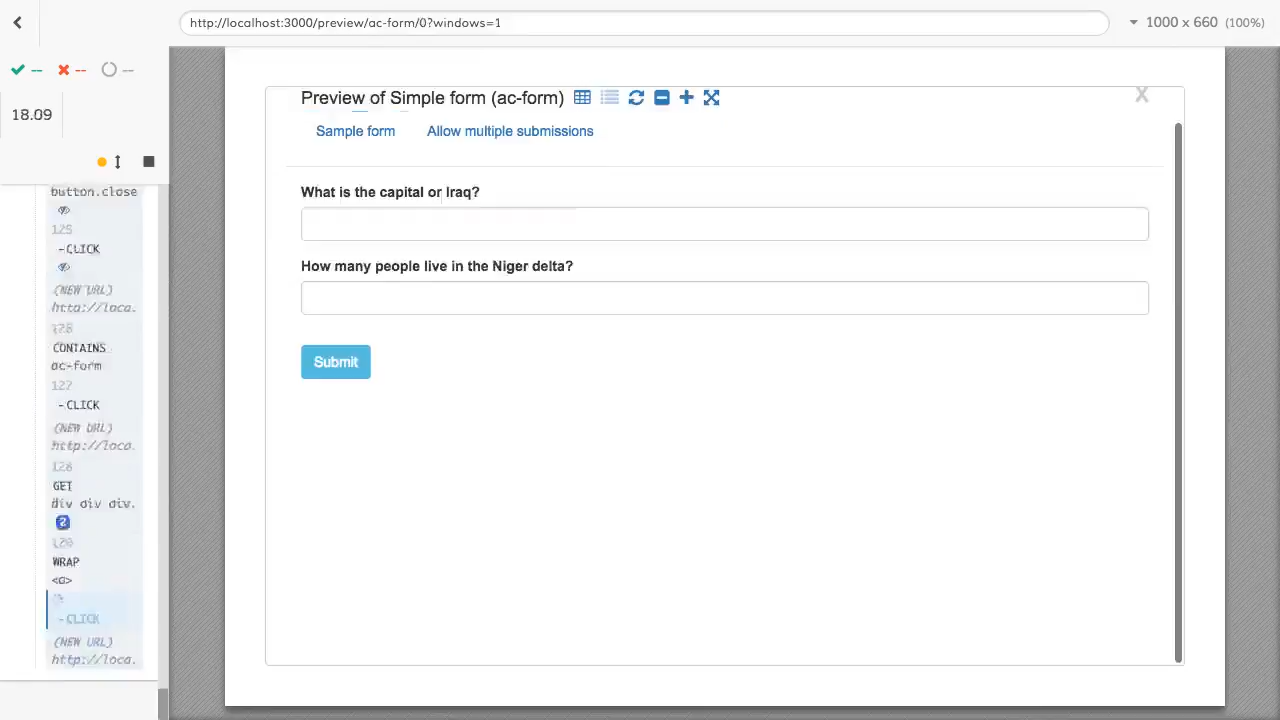 http://localhost:3000/preview/ac-form/0?windows=1
1000 x 660 (100%)
-- -- --
18.09
Preview of Simple form (ac-form)
X
Sample form
Allow multiple submissions
What is the capital or Iraq?
How many people live in the Niger delta?
Submit
button.close
125
-CLICK
(NEW URL)
http://loca.
CONTAINS
ac-form
127
-CLICK
(NEW URL)
http://loca.
GET
div div div.
2
WRAP
<a>
-CLICK
(NEW URL)
http://loca.